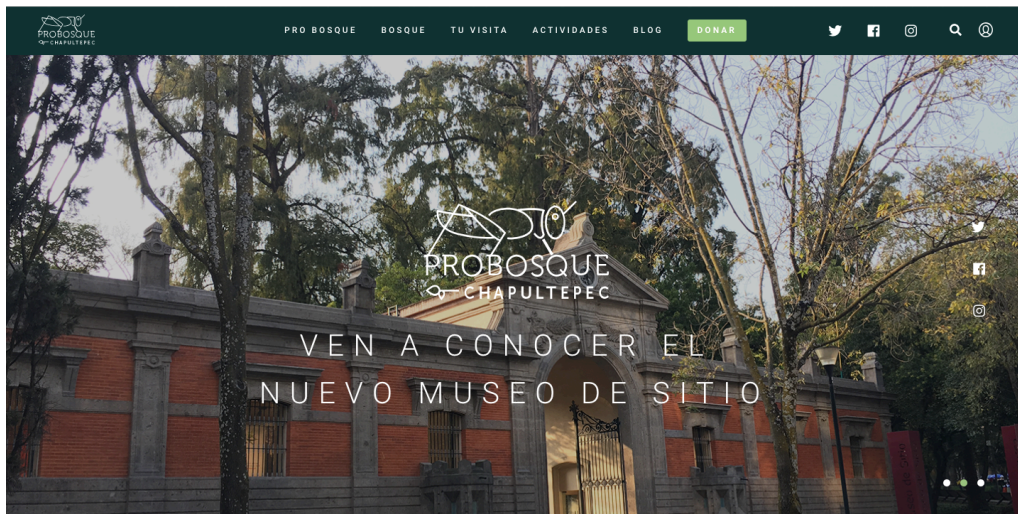 PROBOSQUE
CHAPULTEPEC
PRO BOSQUE
BOSQUE
TU VISITA
ACTIVIDADES
BLOG
DONAR
PROBOSQUE
CHAPULTEPEC
VEN A CONOCER EL
NUEVO MUSEO DE SITIO